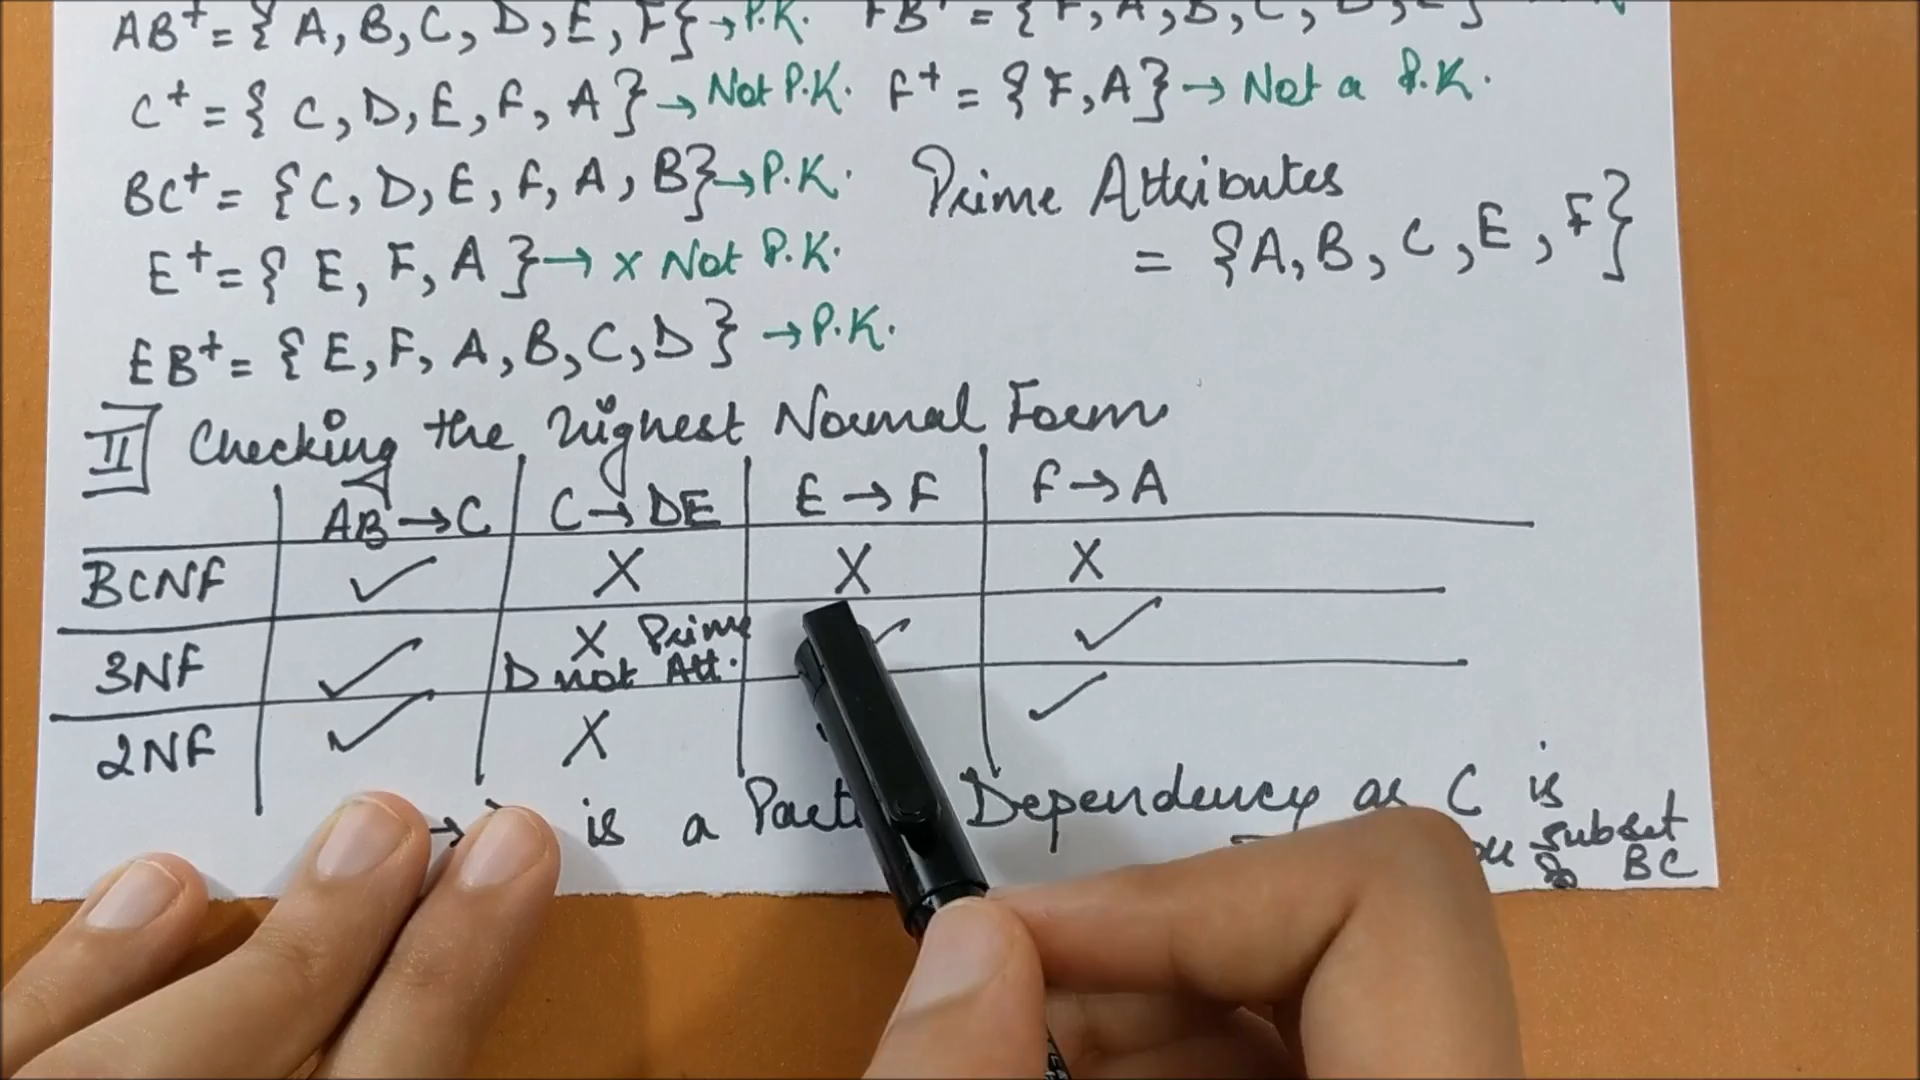 AB+ = { A, B, C, D, E, F} → P.K.
C+ = { C, D, E, F, A } → Not P.K.
BC+ = { C, D, E, F, A, B} → P.K.
E+ = { E, F, A } → x Not P.K.
EB+ = { E, F, A, B, C, D } → P.K.
F+ = { F, A } → Not a P.K.
Prime Attributes
= { A, B, C, E, F }
II Checking the Highest Normal Form
AB → C C → DE E → F F → A
BCNF ✓ X X X
3NF ✓ X Prime ✓ ✓
D not Att.
2NF ✓ X ✓
→ is a Dependency as C is
subset
BC